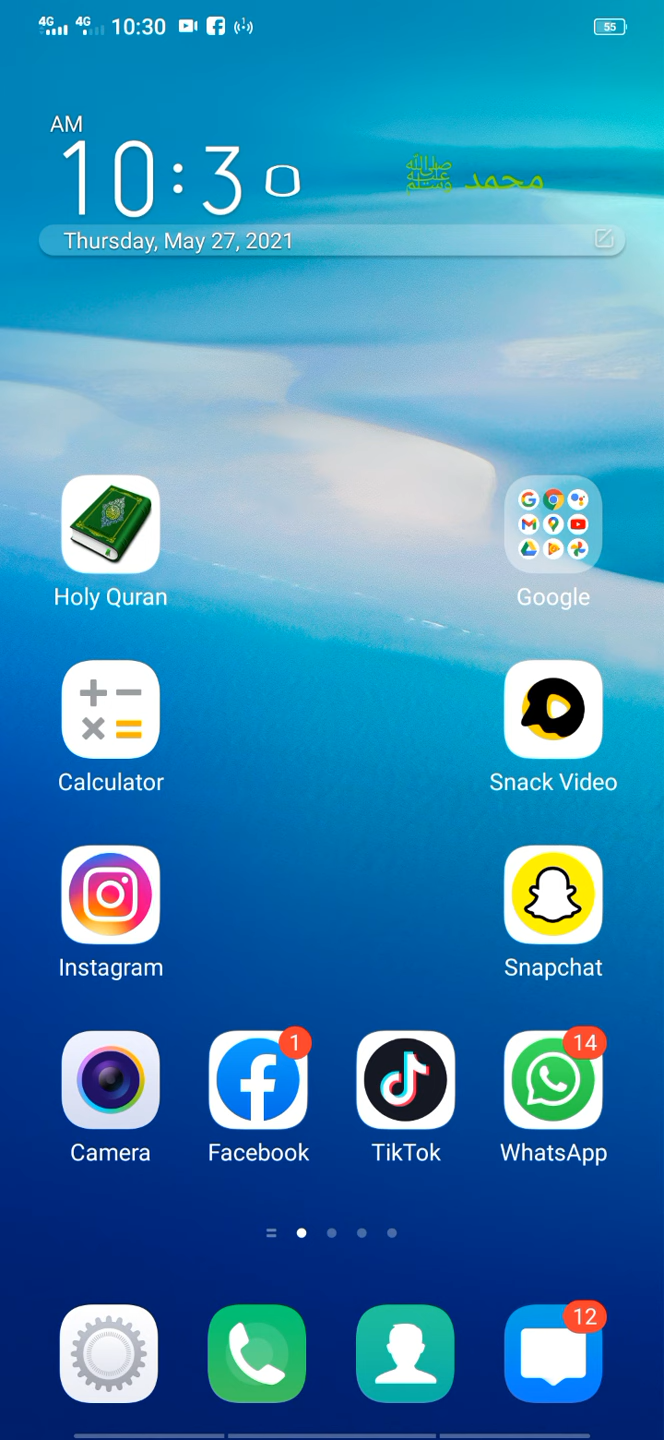 4G 4G 10:30 55
AM
10:30
محمد ﷺ
Thursday, May 27, 2021
Holy Quran
Google
Calculator
Snack Video
Instagram
Snapchat
1
14
Camera
Facebook
TikTok
WhatsApp
12